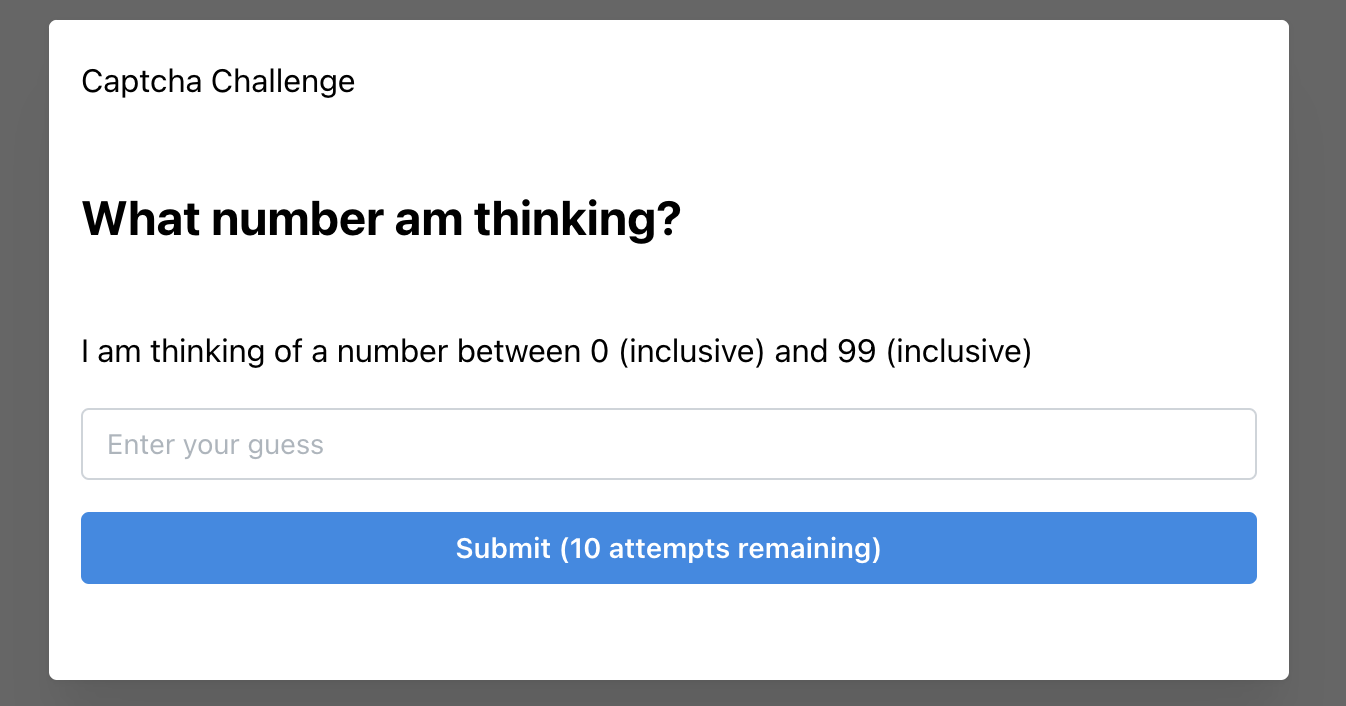 Captcha Challenge
What number am thinking?
I am thinking of a number between 0 (inclusive) and 99 (inclusive)
Enter your guess
Submit (10 attempts remaining)